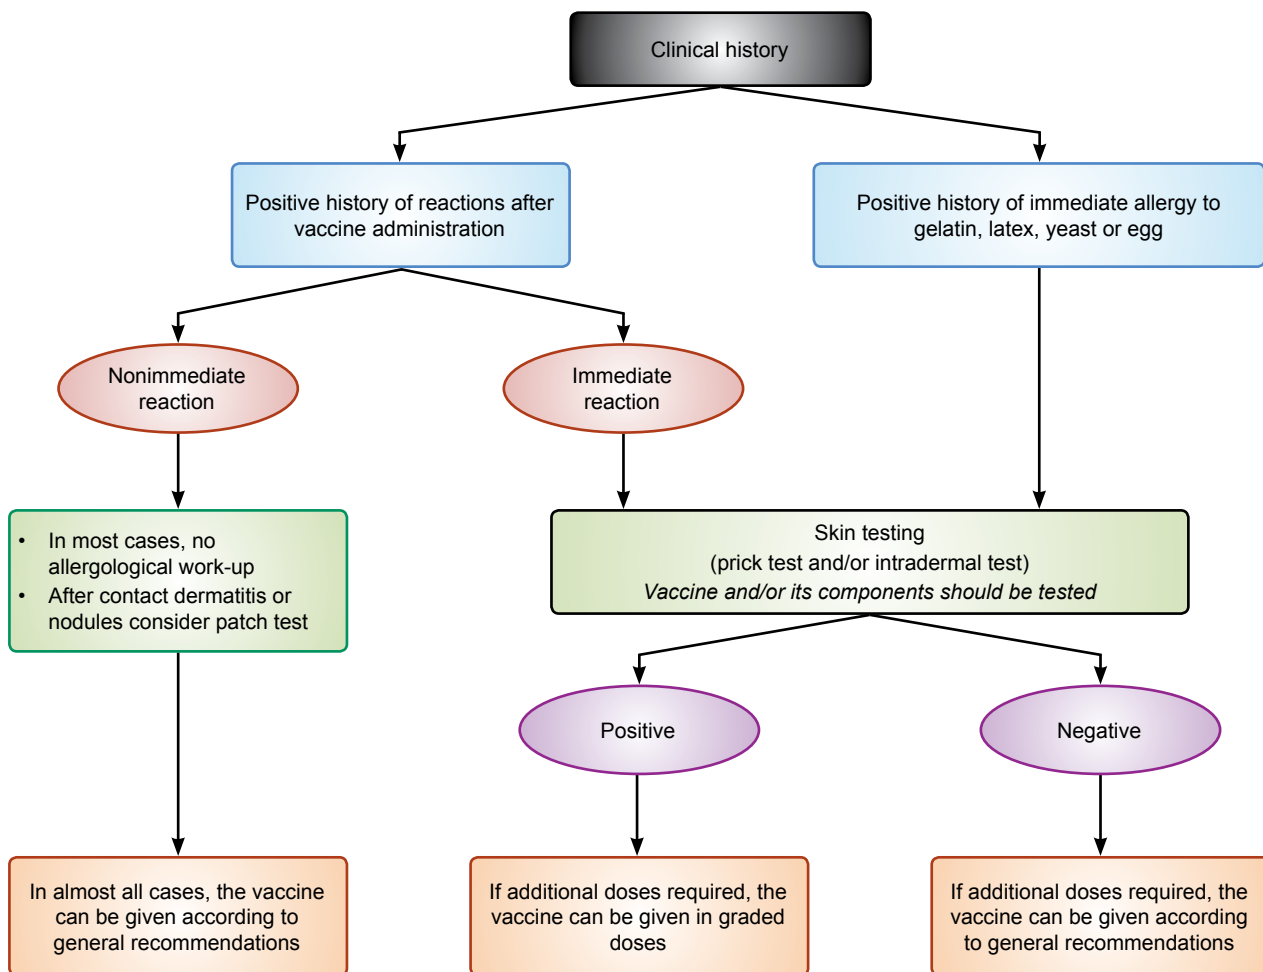 Clinical history
Positive history of reactions after
vaccine administration
Positive history of immediate allergy to
gelatin, latex, yeast or egg
Nonimmediate
reaction
Immediate
reaction
• In most cases, no
allergological work-up
• After contact dermatitis or
nodules consider patch test
Skin testing
(prick test and/or intradermal test)
Vaccine and/or its components should be tested
Positive
Negative
In almost all cases, the vaccine
can be given according to
general recommendations
If additional doses required, the
vaccine can be given in graded
doses
If additional doses required, the
vaccine can be given according
to general recommendations